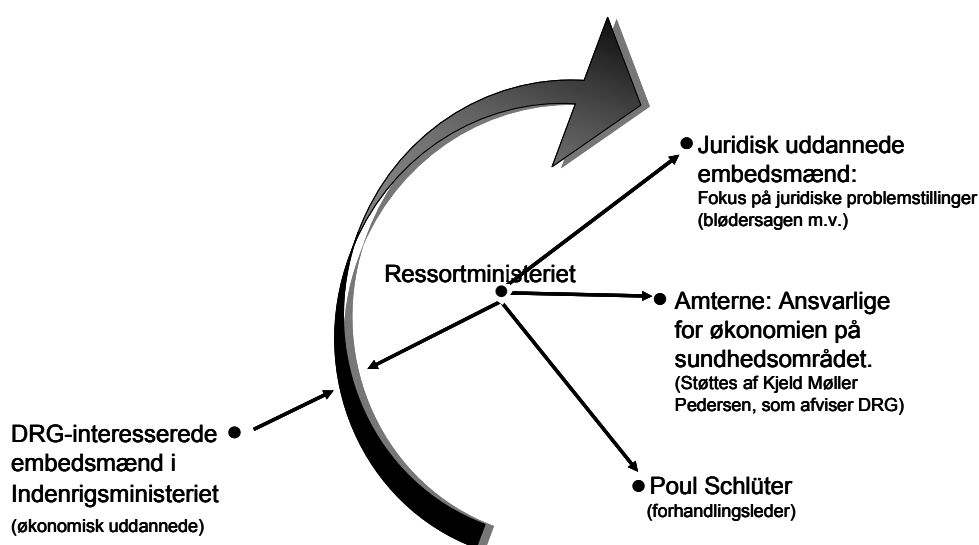 Juridisk uddannede
embedsmænd:
Fokus på juridiske problemstillinger
(blødersagen m.v.)
Ressortministeriet
Amterne: Ansvarlige
for økonomien på
sundhedsområdet.
(Støttes af Kjeld Møller
Pedersen, som afviser DRG)
DRG-interesserede
embedsmænd i
Indenrigsministeriet
(økonomisk uddannede)
Poul Schlüter
(forhandlingsleder)